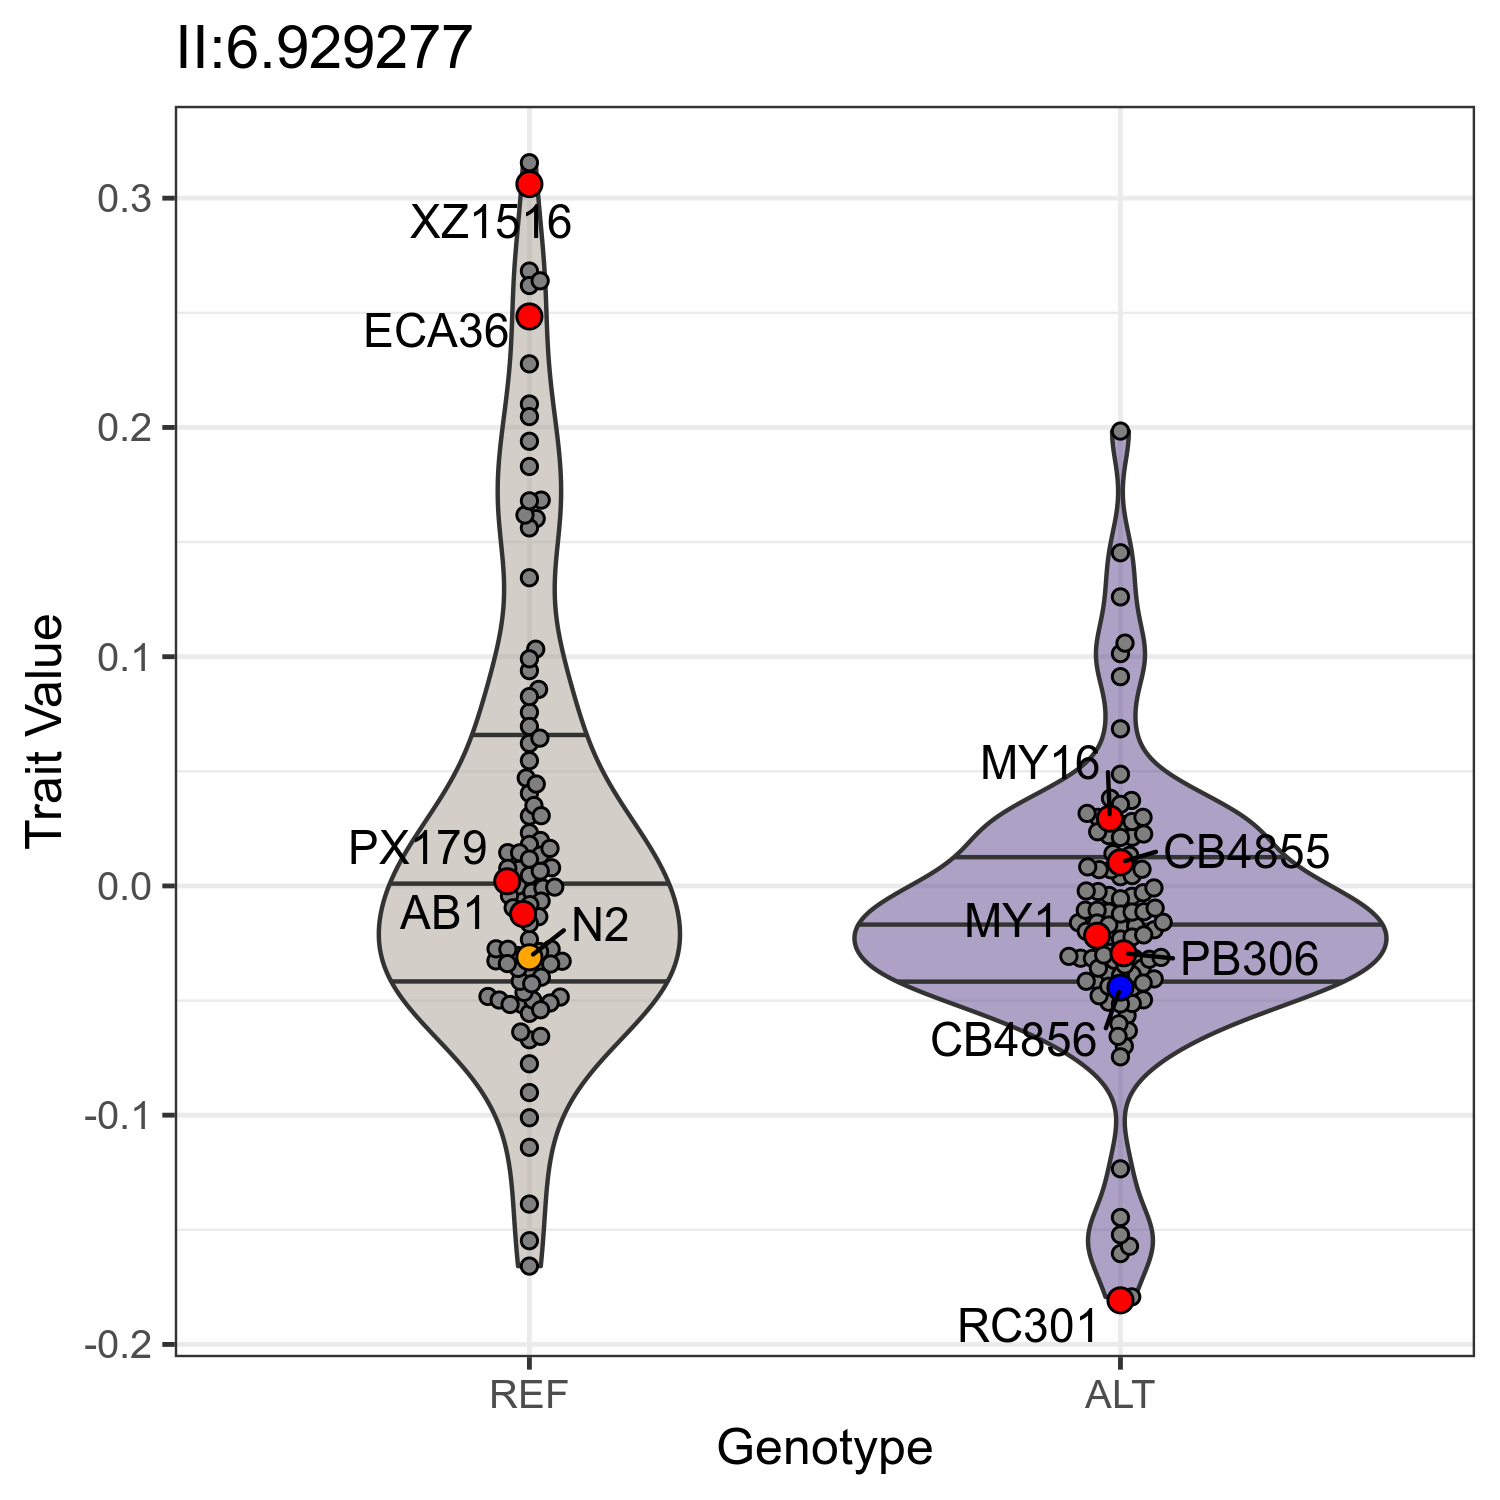 II:6.929277
Trait Value
0.3
0.2
0.1
0.0
-0.1
-0.2
XZ1516
ECA36
PX179
AB1
N2
MY16
CB4855
MY1
PB306
CB4856
RC301
REF
ALT
Genotype